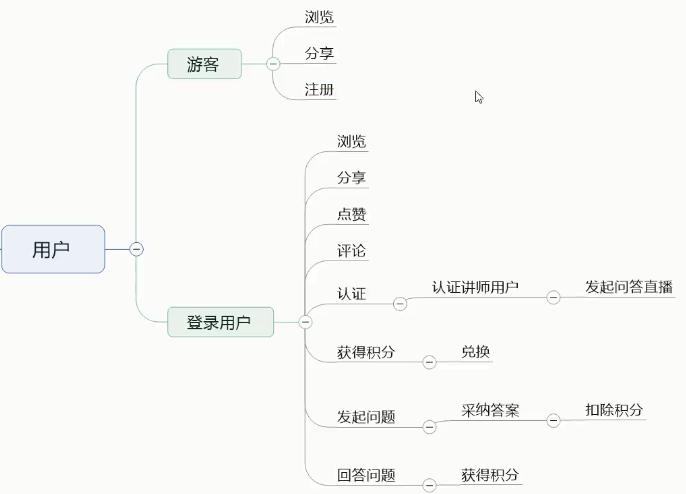 用户
游客
浏览
分享
注册
登录用户
浏览
分享
点赞
评论
认证
认证讲师用户
发起问答直播
获得积分
兑换
发起问题
采纳答案
扣除积分
回答问题
获得积分